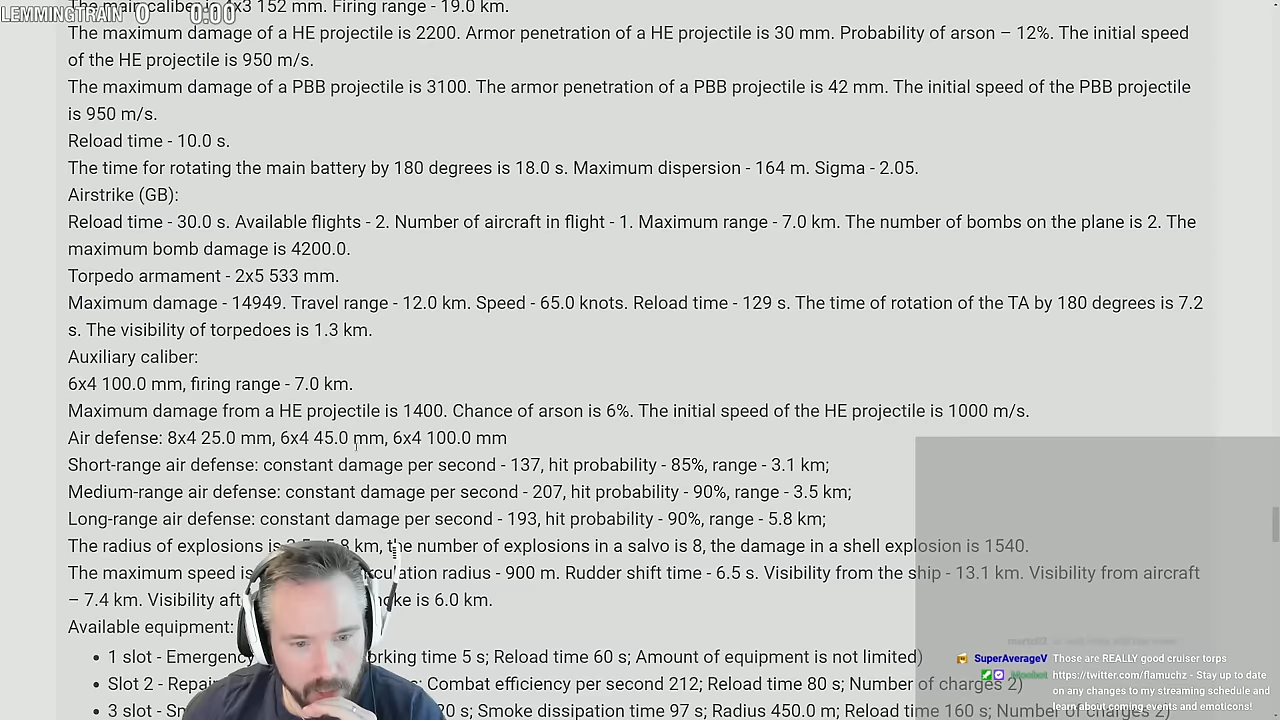 LEMMINGTRAIN 0 0:00
The main caliber is 4x3 152 mm. Firing range - 19.0 km.
The maximum damage of a HE projectile is 2200. Armor penetration of a HE projectile is 30 mm. Probability of arson – 12%. The initial speed
of the HE projectile is 950 m/s.
The maximum damage of a PBB projectile is 3100. The armor penetration of a PBB projectile is 42 mm. The initial speed of the PBB projectile
is 950 m/s.
Reload time - 10.0 s.
The time for rotating the main battery by 180 degrees is 18.0 s. Maximum dispersion - 164 m. Sigma - 2.05.
Airstrike (GB):
Reload time - 30.0 s. Available flights - 2. Number of aircraft in flight - 1. Maximum range - 7.0 km. The number of bombs on the plane is 2. The
maximum bomb damage is 4200.0.
Torpedo armament - 2x5 533 mm.
Maximum damage - 14949. Travel range - 12.0 km. Speed - 65.0 knots. Reload time - 129 s. The time of rotation of the TA by 180 degrees is 7.2
s. The visibility of torpedoes is 1.3 km.
Auxiliary caliber:
6x4 100.0 mm, firing range - 7.0 km.
Maximum damage from a HE projectile is 1400. Chance of arson is 6%. The initial speed of the HE projectile is 1000 m/s.
Air defense: 8x4 25.0 mm, 6x4 45.0 mm, 6x4 100.0 mm
Short-range air defense: constant damage per second - 137, hit probability - 85%, range - 3.1 km;
Medium-range air defense: constant damage per second - 207, hit probability - 90%, range - 3.5 km;
Long-range air defense: constant damage per second - 193, hit probability - 90%, range - 5.8 km;
The radius of explosions is km, the number of explosions in a salvo is 8, the damage in a shell explosion is 1540.
The maximum speed is radius - 900 m. Rudder shift time - 6.5 s. Visibility from the ship - 13.1 km. Visibility from aircraft
– 7.4 km. Visibility is 6.0 km.
Available equipment:
• 1 slot - Emergency time 5 s; Reload time 60 s; Amount of equipment is not limited)
• Slot 2 - Combat efficiency per second 212; Reload time 80 s; Number of charges 2)
• 3 slot - s; Smoke dissipation time 97 s; Radius 450.0 m; Reload time 160 s; Number of charges 2)
SuperAverageV Those are REALLY good cruiser torps
Moobot https://twitter.com/flamuchz - Stay up to date
on any changes to my streaming schedule and
learn about coming events and emoticons!